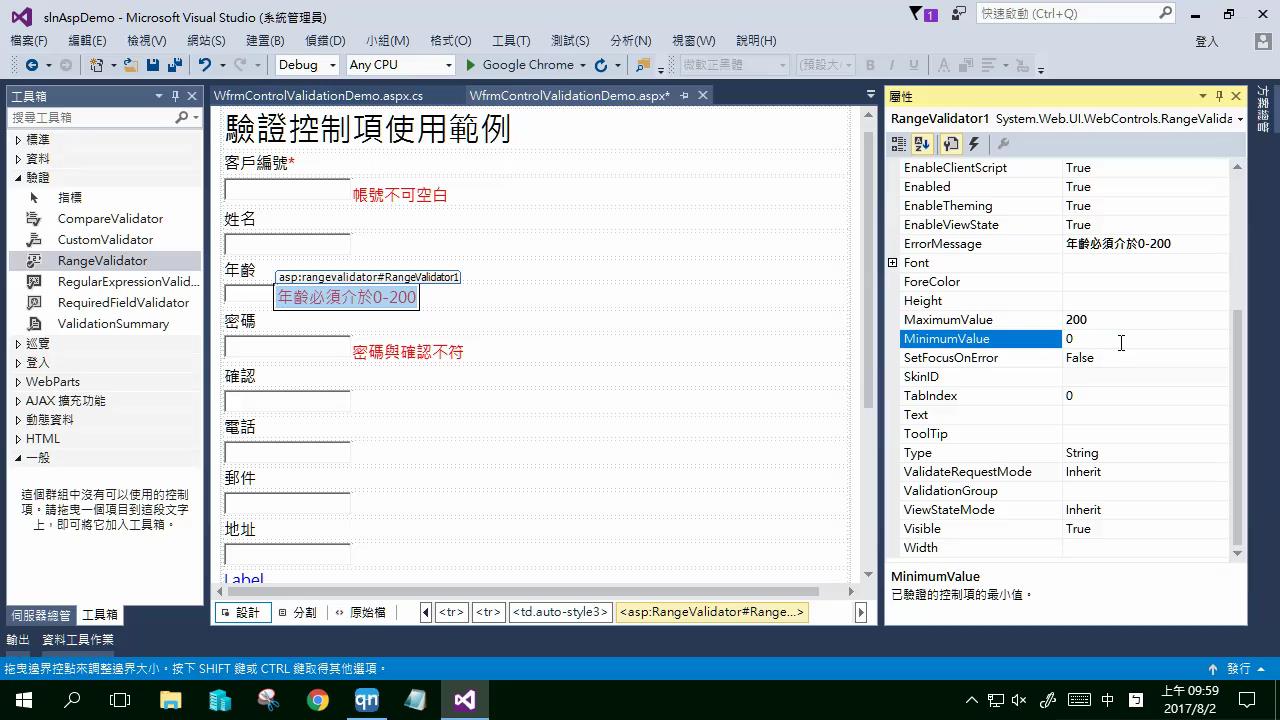 slnAspDemo - Microsoft Visual Studio (系統管理員)
1
快速啟動 (Ctrl+Q)
檔案(F) 編輯(E) 檢視(V) 網站(S) 建置(B) 偵錯(D) 小組(M) 格式(O) 工具(T) 測試(S) 分析(N) 視窗(W) 說明(H)
登入
Debug Any CPU Google Chrome 微軟正黑體 (預設大
工具箱
搜尋工具箱
標準
資料
驗證
指標
CompareValidator
CustomValidator
RangeValidator
RegularExpressionValid...
RequiredFieldValidator
ValidationSummary
巡覽
登入
WebParts
AJAX 擴充功能
動態資料
HTML
一般
這個群組中沒有可以使用的控制
項。請拖曳一個項目到這段文字
上，即可將它加入工具箱。
伺服器總管 工具箱
WfrmControlValidationDemo.aspx.cs WfrmControlValidationDemo.aspx*
驗證控制項使用範例
客戶編號*
帳號不可空白
姓名
年齡
asp:rangevalidator#RangeValidator1
年齡必須介於0-200
密碼
密碼與確認不符
確認
電話
郵件
地址
Label
設計 分割 原始檔 <tr> <tr> <td.auto-style3> <asp:RangeValidator#Range...>
屬性
RangeValidator1 System.Web.UI.WebControls.RangeValida
EnableClientScript True
Enabled True
EnableTheming True
EnableViewState True
ErrorMessage 年齡必須介於0-200
Font
ForeColor
Height
MaximumValue 200
MinimumValue 0
SetFocusOnError False
SkinID
TabIndex 0
Text
ToolTip
Type String
ValidateRequestMode Inherit
ValidationGroup
ViewStateMode Inherit
Visible True
Width
MinimumValue
已驗證的控制項的最小值。
方案總管
輸出 資料工具作業
拖曳邊界控點來調整邊界大小。按下 SHIFT 鍵或 CTRL 鍵取得其他選項。
發行
qn
中
上午 09:59
2017/8/2